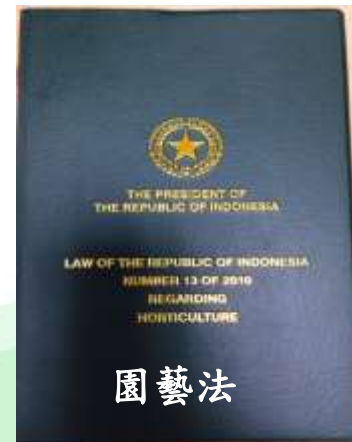 THE PRESIDENT OF
THE REPUBLIC OF INDONESIA
LAW OF THE REPUBLIC OF INDONESIA
NUMBER 13 OF 2010
REGARDING
HORTICULTURE
園藝法